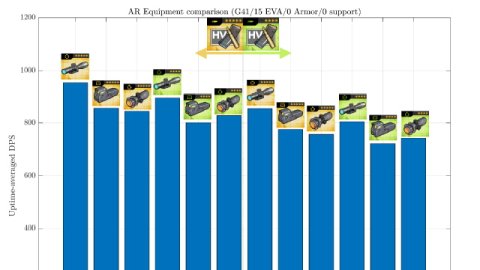 AR Equipment comparison (G41/15 EVA/0 Armor/0 support)
1200
HV HV
1000
800
600
400
Uptime-averaged DPS